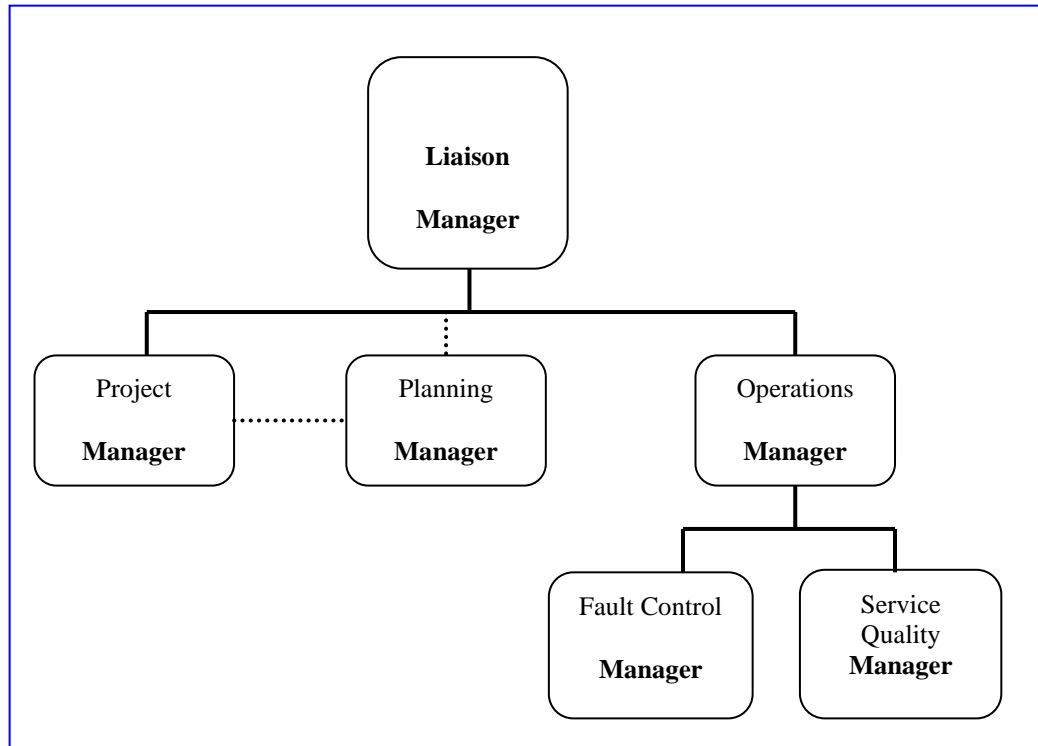 Liaison
Manager
Project
Manager
Planning
Manager
Operations
Manager
Fault Control
Manager
Service
Quality
Manager